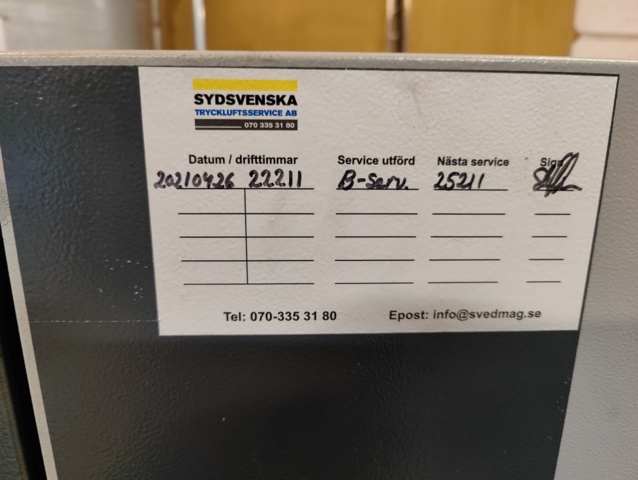 SYDSVENSKA
TRYCKLUFTSSERVICE AB
070 335 31 80
Datum / drifttimmar Service utförd Nästa service Sign
20210426 22211 B-serv. 25211
Tel: 070-335 31 80 Epost: info@svedmag.se